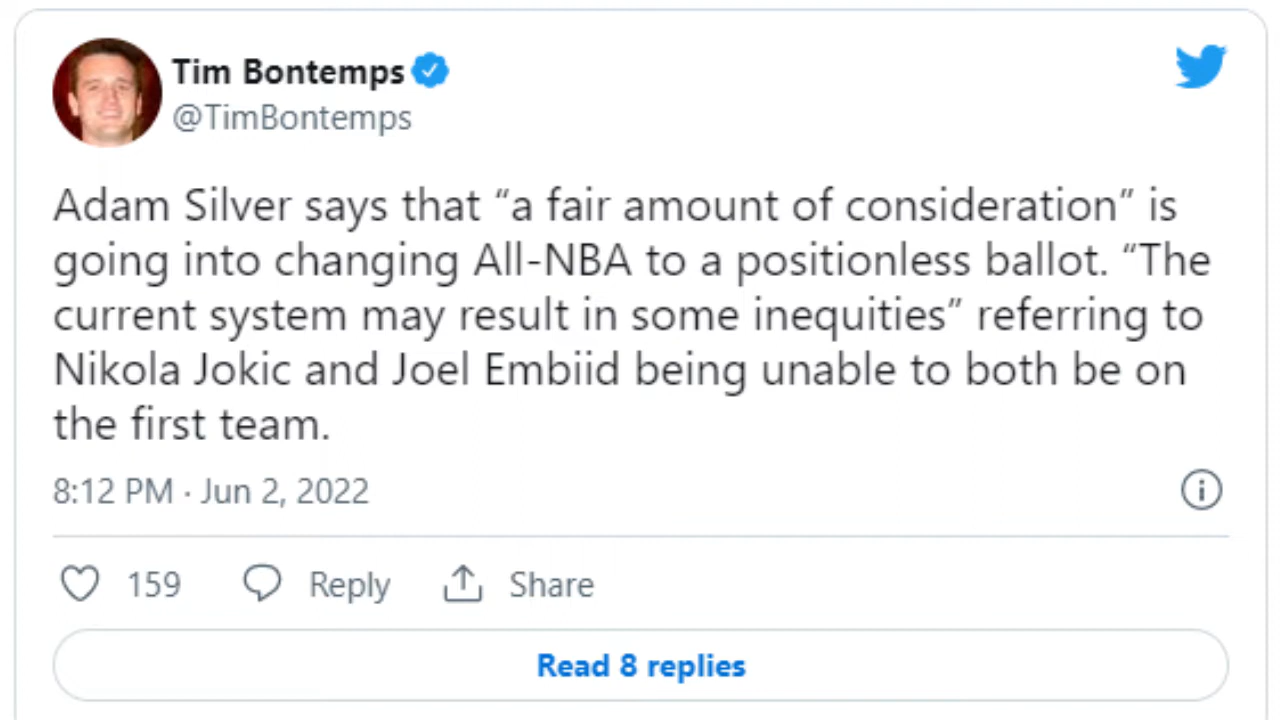 Tim Bontemps
@TimBontemps
Adam Silver says that “a fair amount of consideration” is
going into changing All-NBA to a positionless ballot. “The
current system may result in some inequities” referring to
Nikola Jokic and Joel Embiid being unable to both be on
the first team.
8:12 PM · Jun 2, 2022
159 Reply Share
Read 8 replies